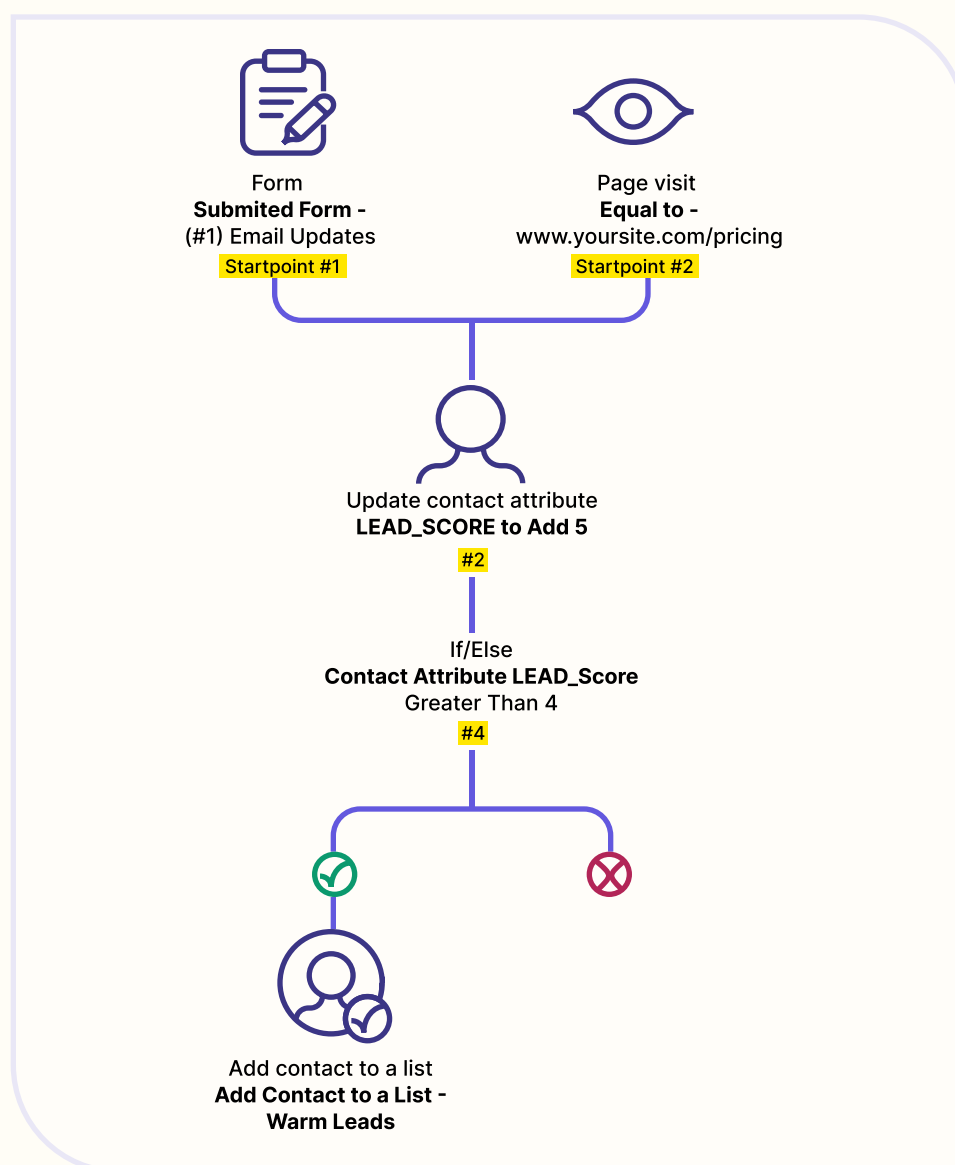 Form
Submited Form -
(#1) Email Updates
Startpoint #1
Page visit
Equal to -
www.yoursite.com/pricing
Startpoint #2
Update contact attribute
LEAD_SCORE to Add 5
#2
If/Else
Contact Attribute LEAD_Score
Greater Than 4
#4
Add contact to a list
Add Contact to a List -
Warm Leads